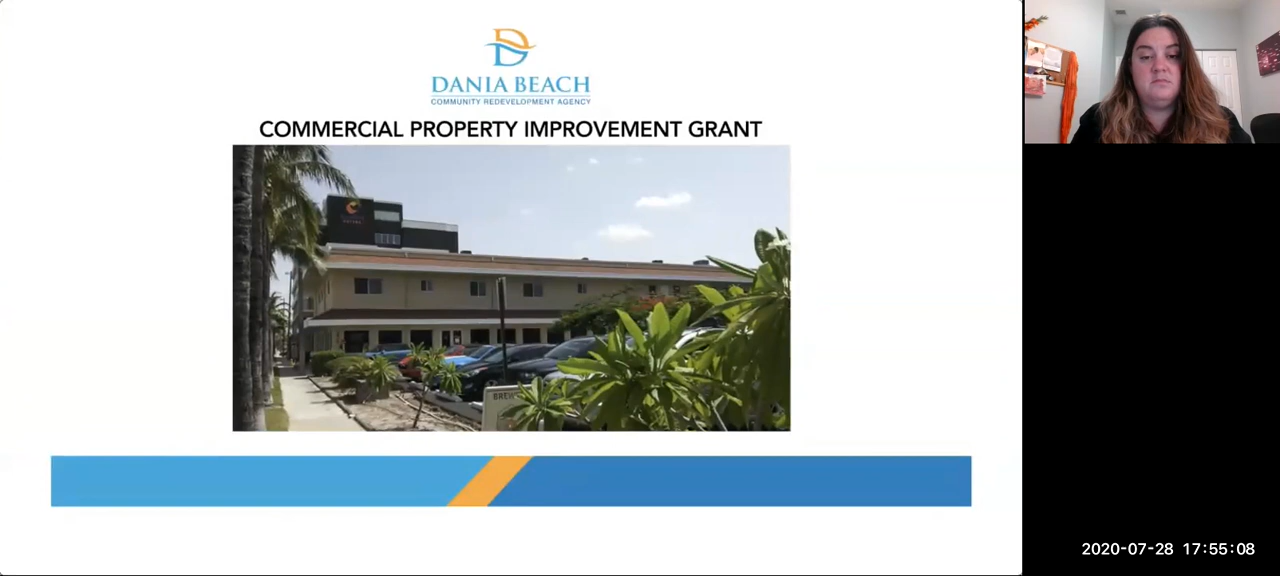 DANIA BEACH
COMMUNITY REDEVELOPMENT AGENCY
COMMERCIAL PROPERTY IMPROVEMENT GRANT
2020-07-28 17:55:08